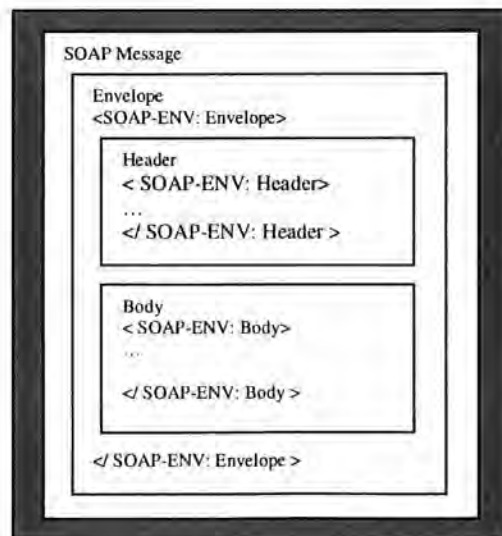 SOAP Message
Envelope
<SOAP-ENV: Envelope>
Header
< SOAP-ENV: Header>
...
</ SOAP-ENV: Header >
Body
< SOAP-ENV: Body>
...
</ SOAP-ENV: Body >
</ SOAP-ENV: Envelope >